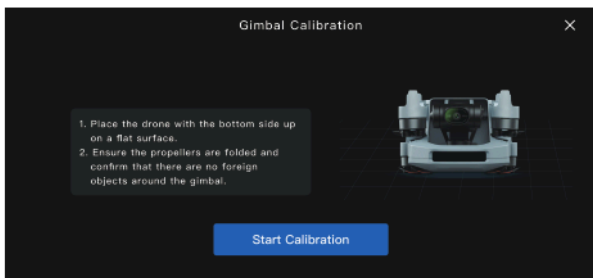 Gimbal Calibration
1. Place the drone with the bottom side up
on a flat surface.
2. Ensure the propellers are folded and
confirm that there are no foreign
objects around the gimbal.
Start Calibration